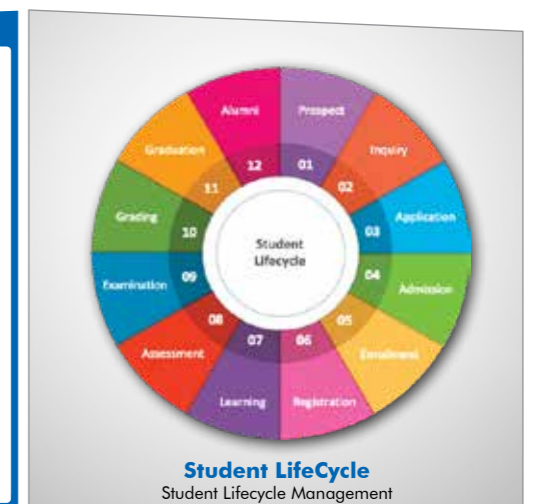 Prospect
01
Inquiry
02
Application
03
Admission
04
Enrolment
05
Registration
06
Learning
07
Assessment
08
Examination
09
Grading
10
Graduation
11
Alumni
12
Student
Lifecycle
Student LifeCycle
Student Lifecycle Management